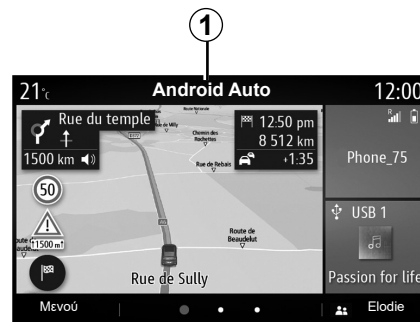 1
21°c Android Auto 12:00
Rue du temple
1500 km
12:50 pm
8 512 km
+1:35
Chemin des
Rochettes
Rue de Rebais
Phone_75
50
1500 m
Route de
Beaudelut
USB 1
Rue de Sully
Passion for life
Μενού
Elodie